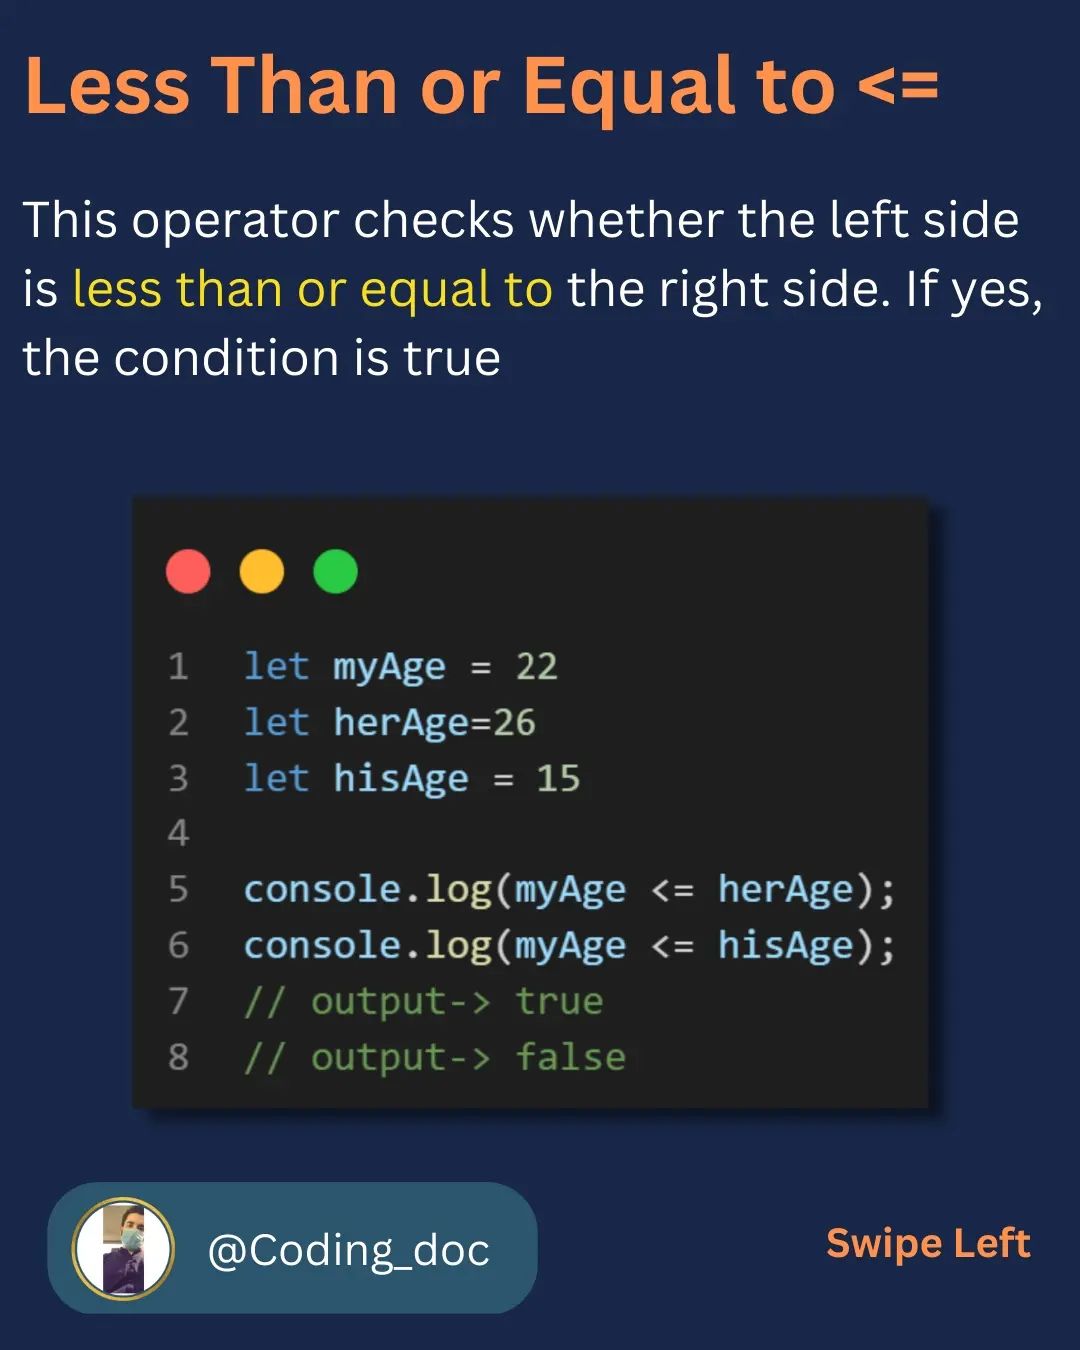 Less Than or Equal to <=
This operator checks whether the left side
is less than or equal to the right side. If yes,
the condition is true
1 let myAge = 22
2 let herAge=26
3 let hisAge = 15
4
5 console.log(myAge <= herAge);
6 console.log(myAge <= hisAge);
7 // output-> true
8 // output-> false
@Coding_doc
Swipe Left